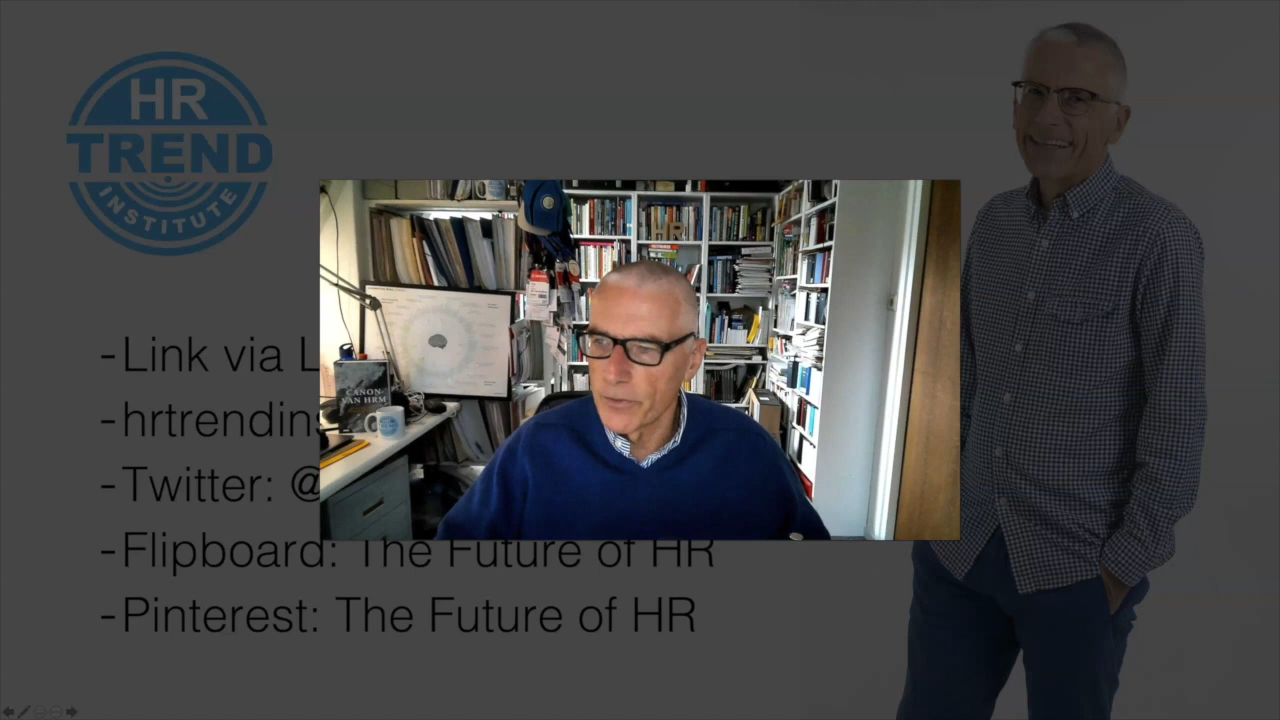 HR
TREND
INSTITUTE
-Link via L
-hrtrendins
-Twitter: @
-Flipboard: The Future of HR
-Pinterest: The Future of HR
HR
CANON
VAN HRM